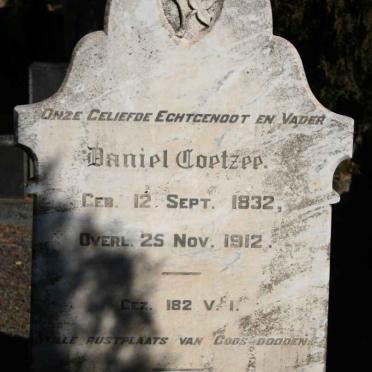 Onze Geliefde Echtgenoot en Vader
Daniel Coetzee.
Geb. 12 Sept. 1832,
Overl. 25 Nov. 1912.
Gez. 182 V. 1.
rustplaats van Gods dooden